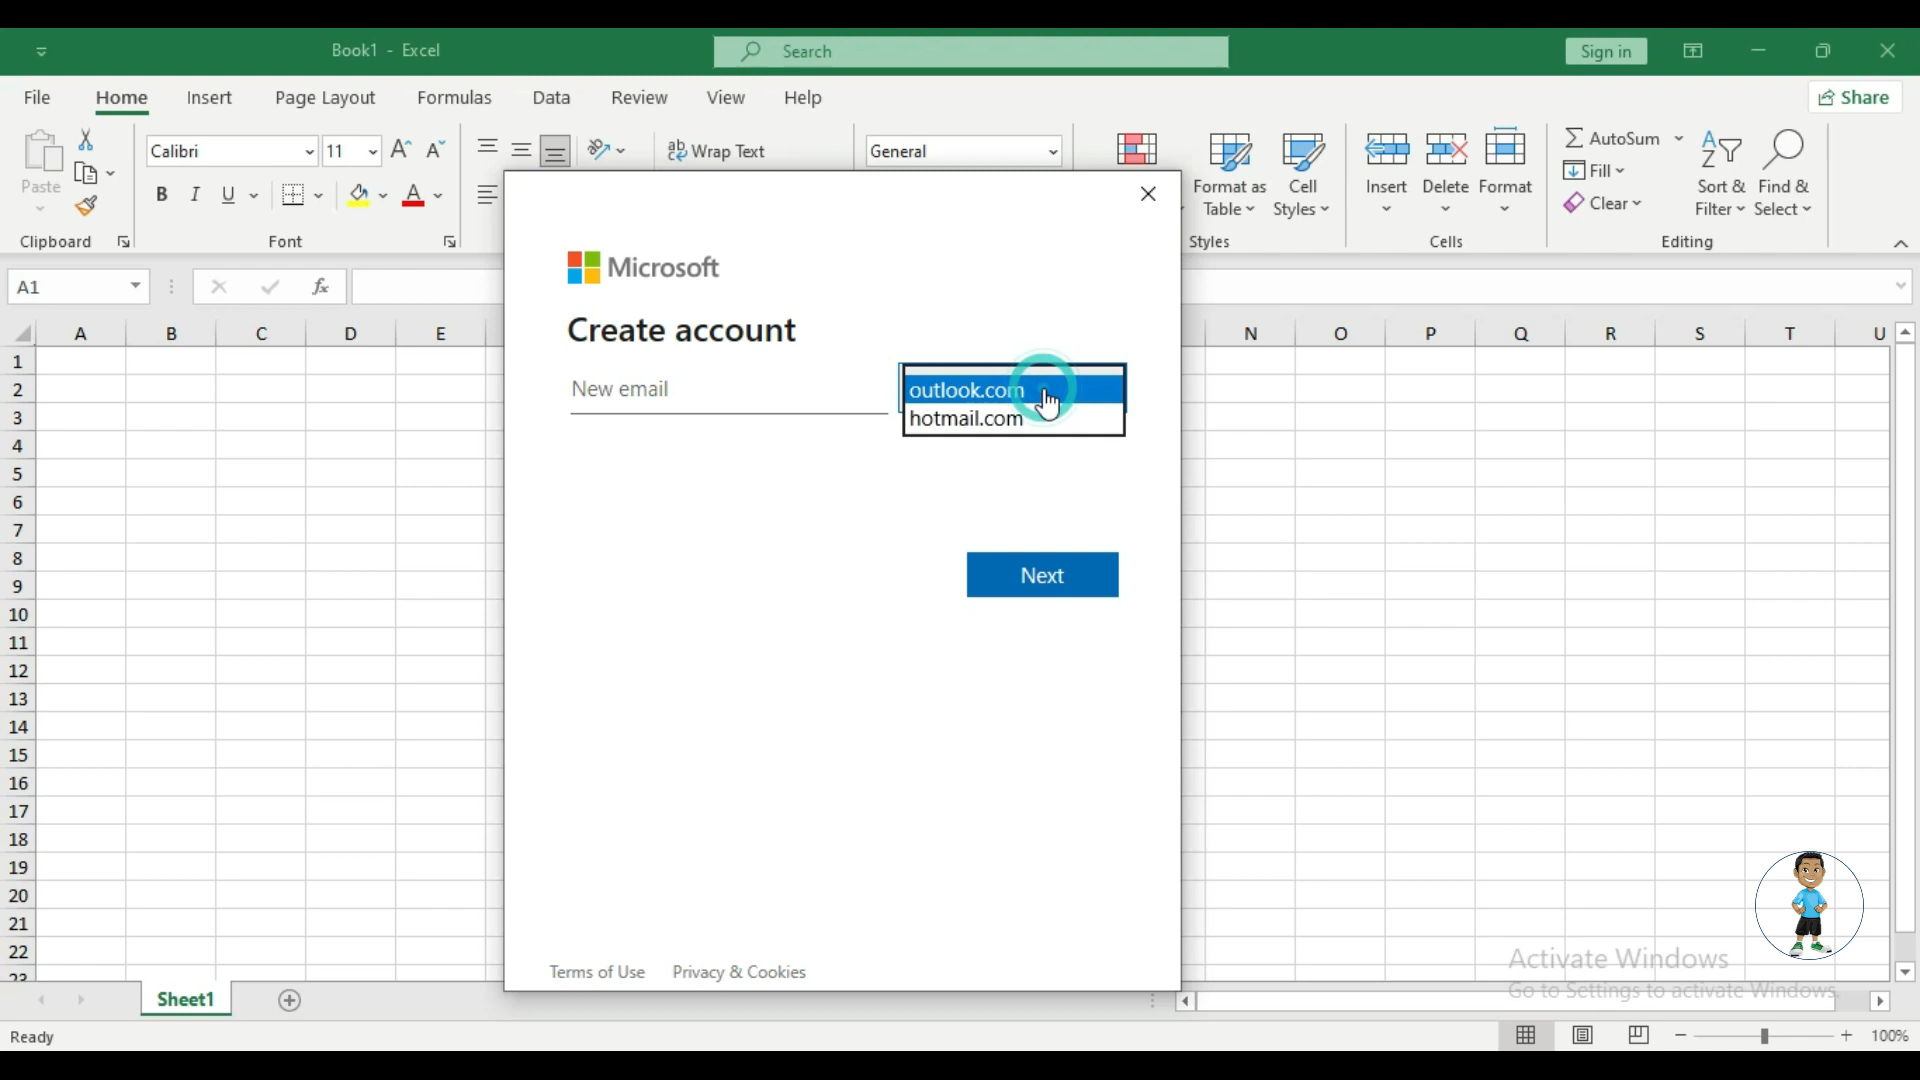 Book1 - Excel
Search
Sign in
File
Home
Insert
Page Layout
Formulas
Data
Review
View
Help
Share
Paste
Calibri
11
Wrap Text
General
Format as Table
Cell Styles
Insert
Delete
Format
AutoSum
Fill
Clear
Sort & Filter
Find & Select
Clipboard
Font
Styles
Cells
Editing
A1
fx
A B C D E N O P Q R S T U
1
2
3
4
5
6
7
8
9
10
11
12
13
14
15
16
17
18
19
20
21
22
23
Microsoft
Create account
New email
outlook.com
hotmail.com
Next
Terms of Use
Privacy & Cookies
Activate Windows
Go to Settings to activate Windows.
Sheet1
Ready
100%